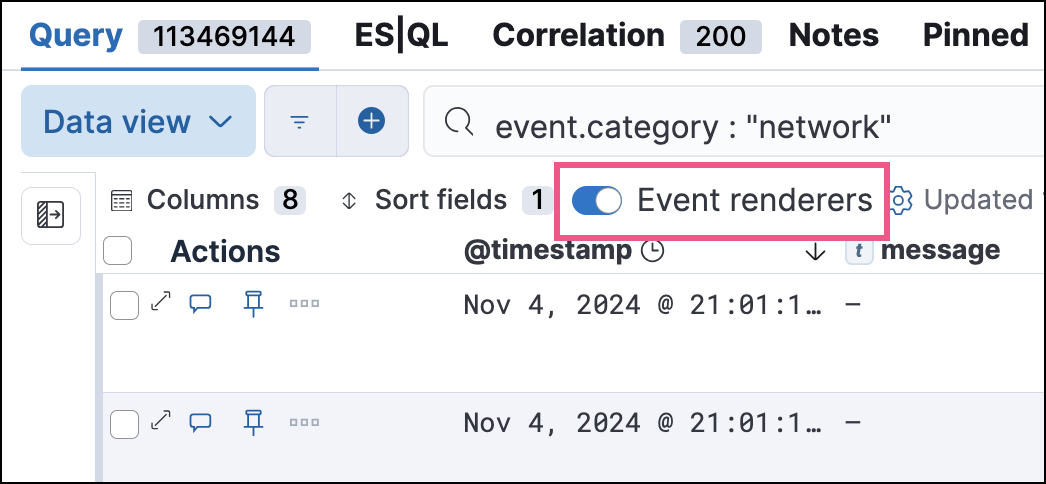 Query 113469144 ES|QL Correlation 200 Notes Pinned
Data view event.category : "network"
Columns 8 Sort fields 1 Event renderers Updated
Actions @timestamp t message
Nov 4, 2024 @ 21:01:1… —
Nov 4, 2024 @ 21:01:1… —